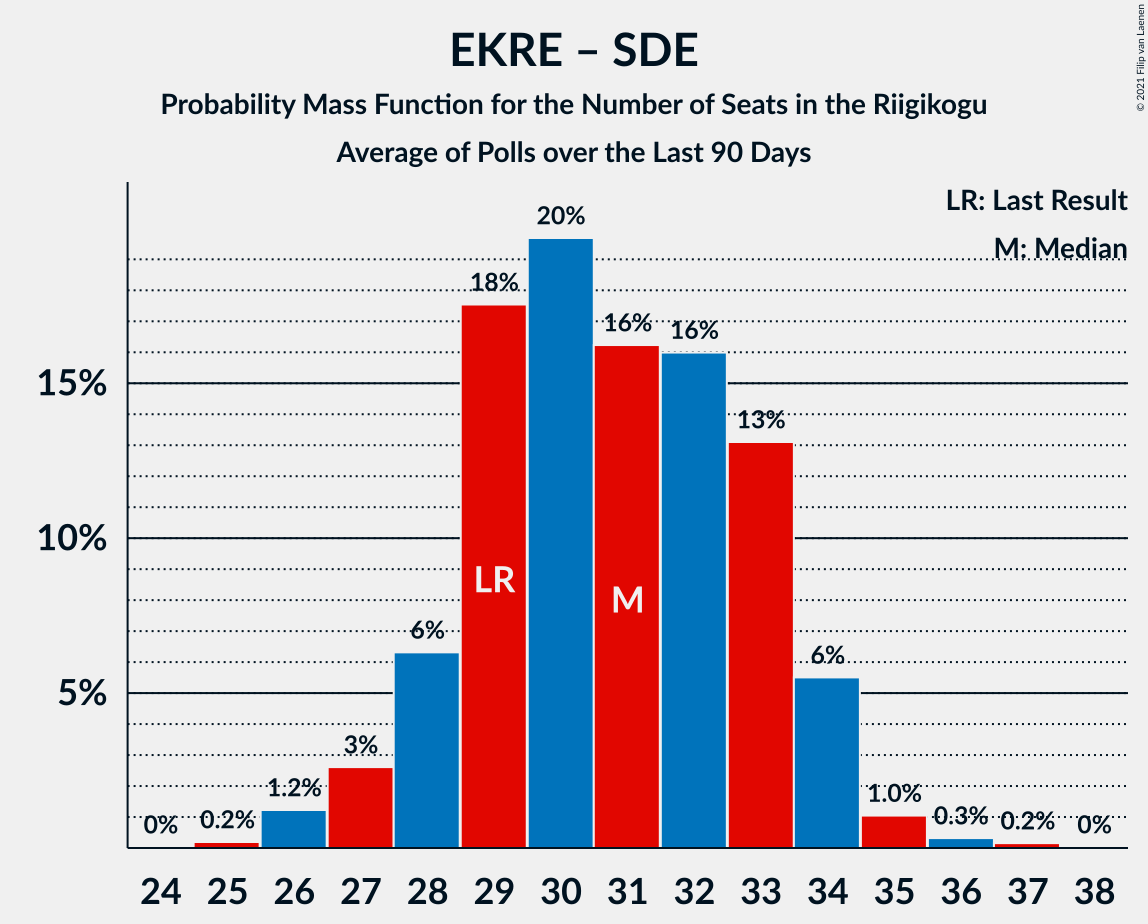 EKRE – SDE
Probability Mass Function for the Number of Seats in the Riigikogu
Average of Polls over the Last 90 Days
© 2021 Filip van Laenen
LR: Last Result
M: Median
20%
18%
16%
16%
15%
13%
10%
LR
M
6%
6%
5%
3%
1.2%
1.0%
0%
0.2%
0.3%
0.2%
0%
24 25 26 27 28 29 30 31 32 33 34 35 36 37 38